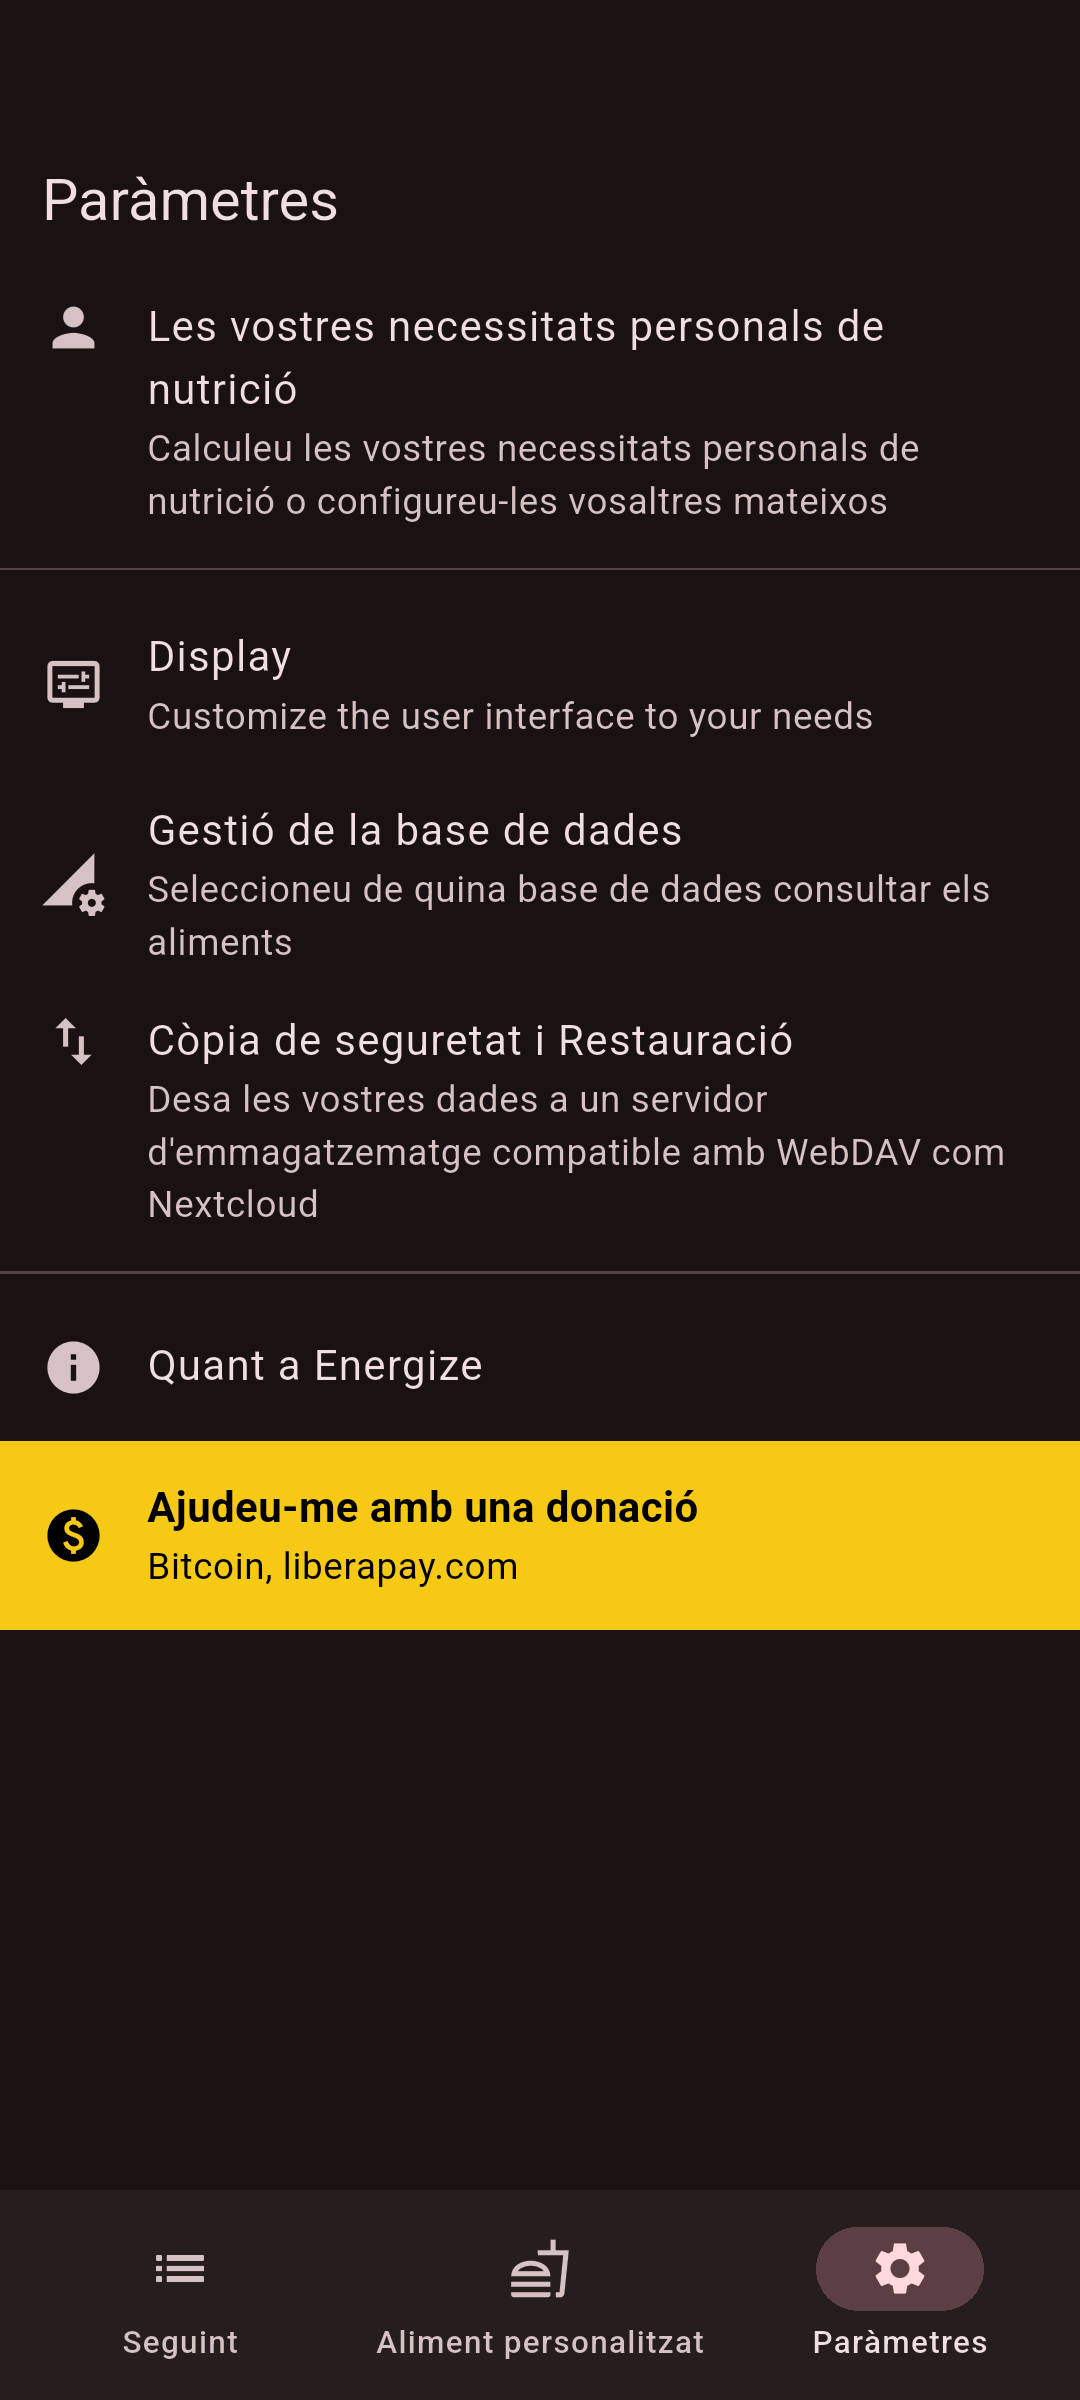 Paràmetres
Les vostres necessitats personals de
nutrició
Calculeu les vostres necessitats personals de
nutrició o configureu-les vosaltres mateixos
Display
Customize the user interface to your needs
Gestió de la base de dades
Seleccioneu de quina base de dades consultar els
aliments
Còpia de seguretat i Restauració
Desa les vostres dades a un servidor
d'emmagatzematge compatible amb WebDAV com
Nextcloud
Quant a Energize
Ajudeu-me amb una donació
Bitcoin, liberapay.com
Seguint
Aliment personalitzat
Paràmetres